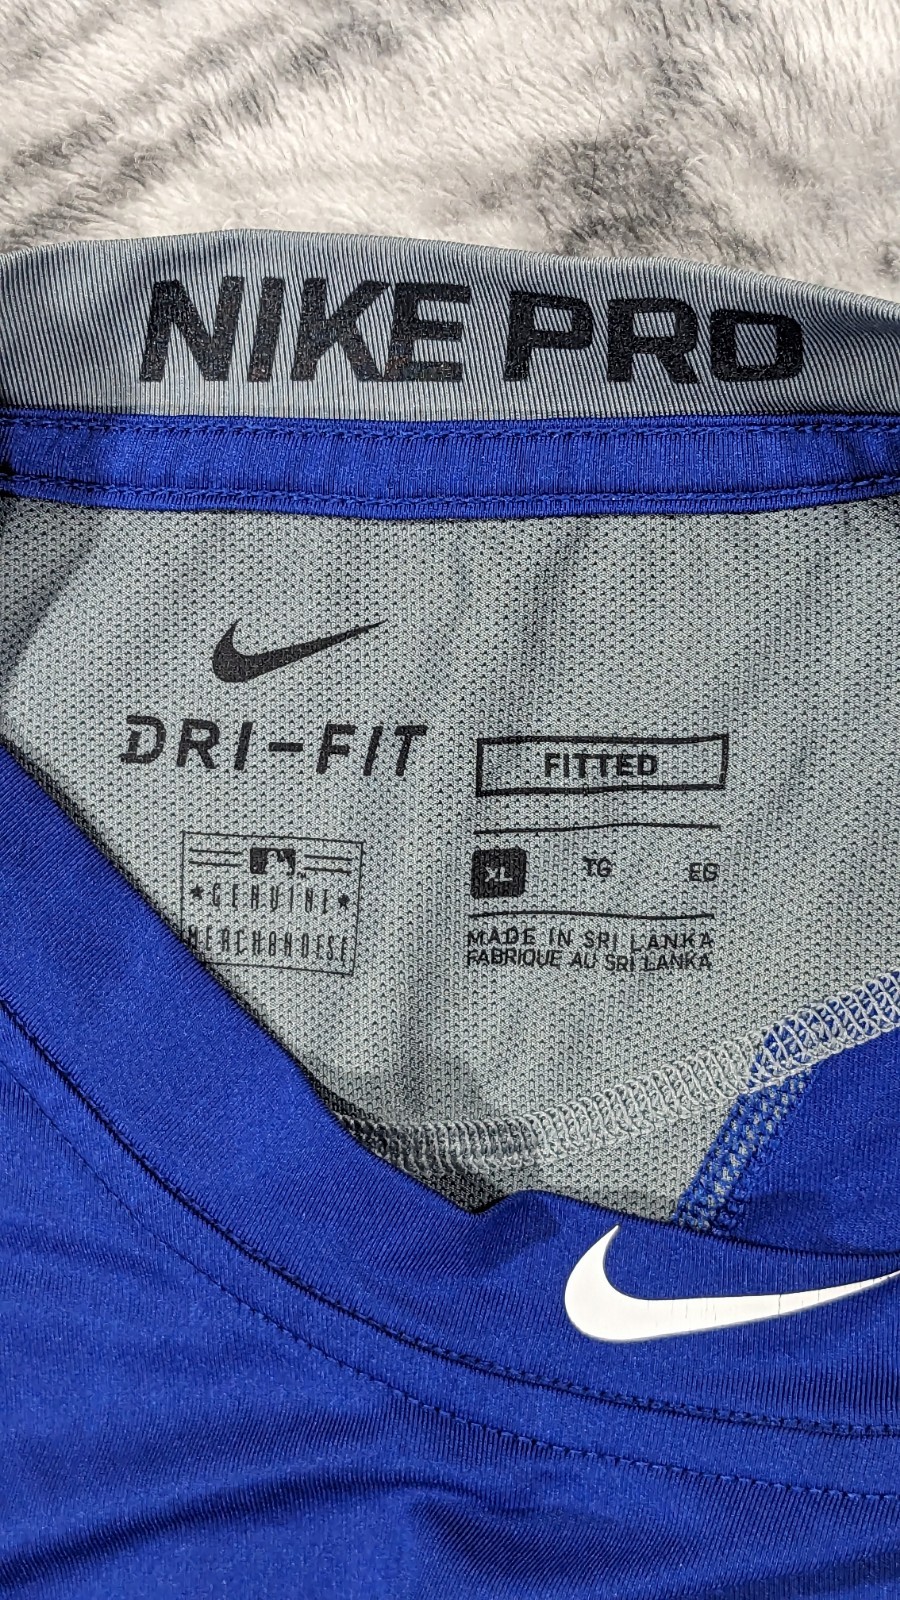 NIKE PRO
DRI-FIT
FITTED
GENUINE
MERCHANDISE
XL TG EG
MADE IN SRI LANKA
FABRIQUE AU SRI LANKA